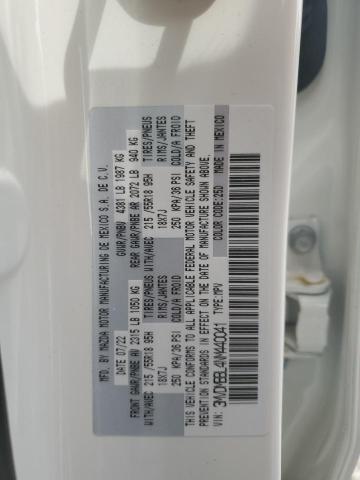 MFD. BY MAZDA MOTOR MANUFACTURING DE MEXICO S.A. DE C.V.
DATE: 07/22 GVWR/PNBV 4381 LB 1987 KG
FRONT GAWR/PNBE AV 2315 LB 1050 KG REAR GAWR/PNBE AR 2072 LB 940 KG
TIRES/PNEUS TIRES/PNEUS
WITH/AVEC 215 /55R18 95H RIMS/JANTES WITH/AVEC 215 /55R18 95H RIMS/JANTES
18X7J COLD/A FROID 18X7J COLD/A FROID
250 KPA/36 PSI 250 KPA/36 PSI
THIS VEHICLE CONFORMS TO ALL APPLICABLE FEDERAL MOTOR VEHICLE SAFETY AND THEFT
PREVENTION STANDARDS IN EFFECT ON THE DATE OF MANUFACTURE SHOWN ABOVE.
VIN: TYPE:MPV COLOR CODE:25D MADE IN MEXICO